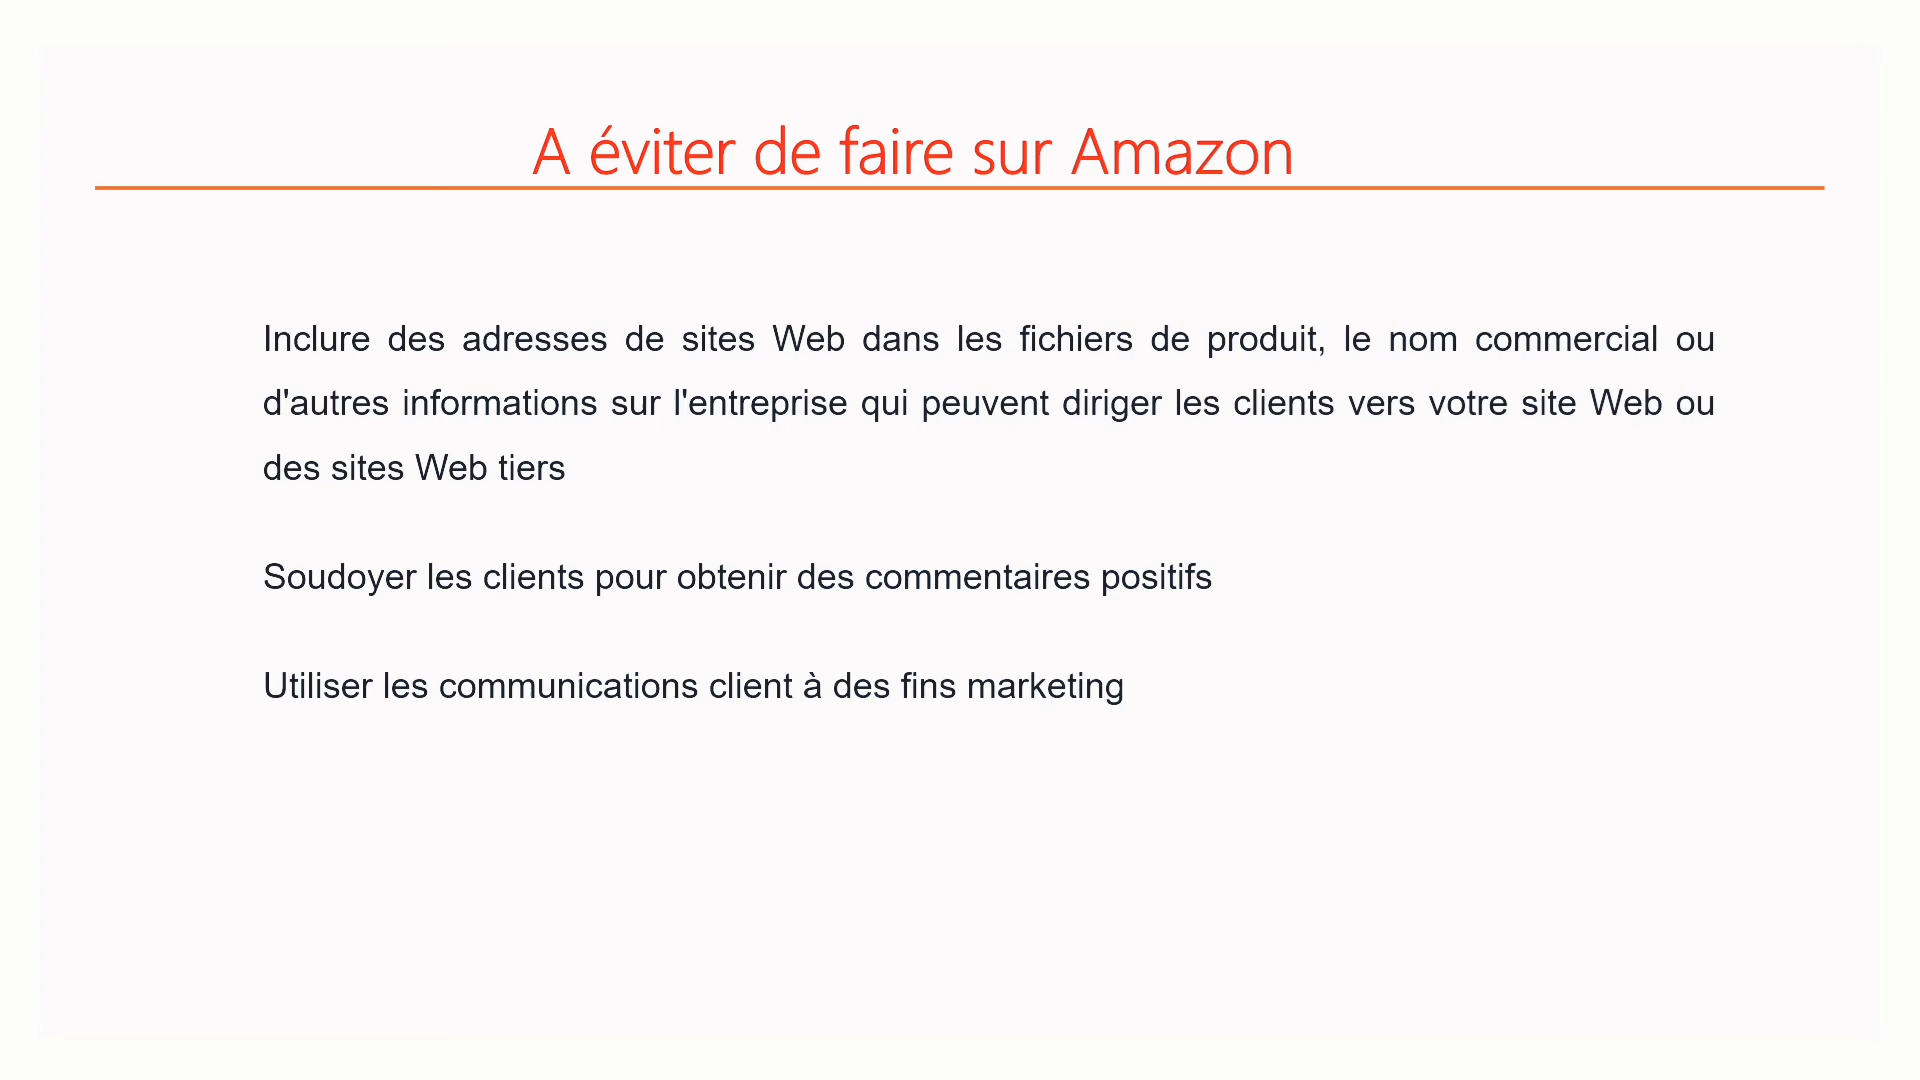 A éviter de faire sur Amazon
Inclure des adresses de sites Web dans les fichiers de produit, le nom commercial ou
d'autres informations sur l'entreprise qui peuvent diriger les clients vers votre site Web ou
des sites Web tiers
Soudoyer les clients pour obtenir des commentaires positifs
Utiliser les communications client à des fins marketing